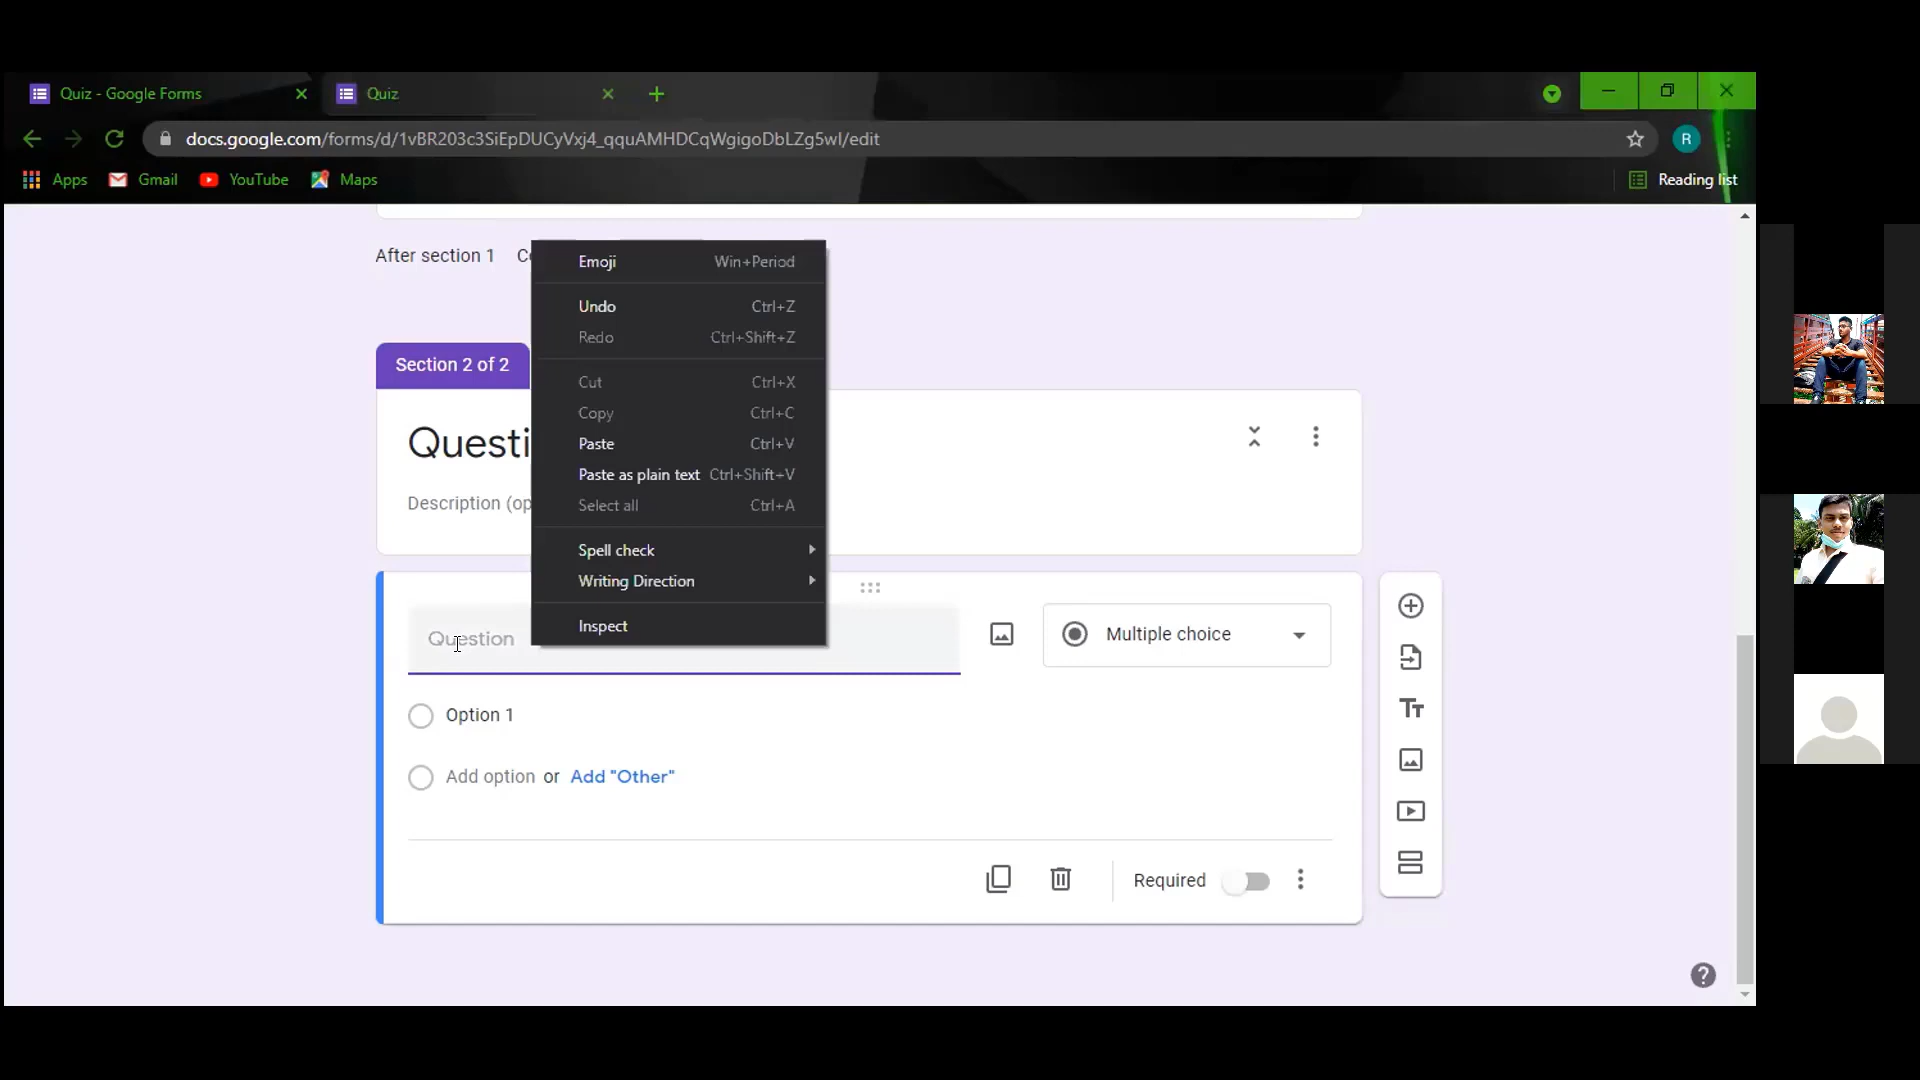 Quiz - Google Forms
Quiz
docs.google.com/forms/d/1vBR203c3SiEpDUCyVxj4_qquAMHDCqWgigoDbLZg5wI/edit
R
Apps
Gmail
YouTube
Maps
Reading list
After section 1
Emoji Win+Period
Undo Ctrl+Z
Redo Ctrl+Shift+Z
Cut Ctrl+X
Copy Ctrl+C
Paste Ctrl+V
Paste as plain text Ctrl+Shift+V
Select all Ctrl+A
Spell check
Writing Direction
Inspect
Section 2 of 2
Questi
Description (op
Question
Multiple choice
Option 1
Add option or Add "Other"
Required
Tт